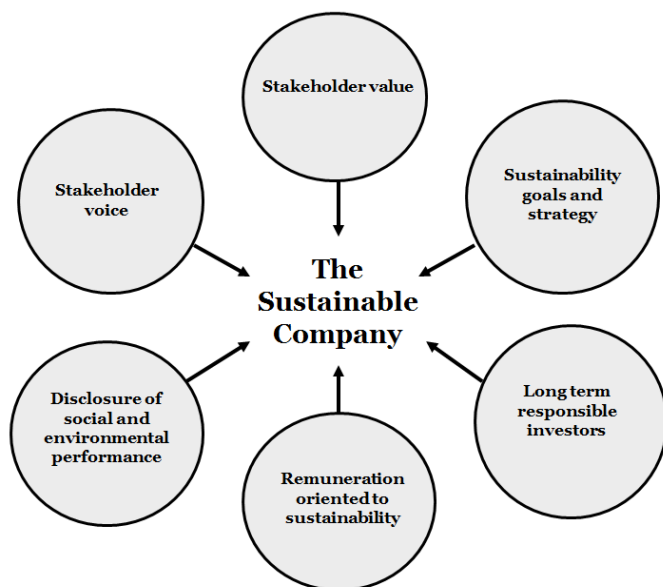 Stakeholder value
Stakeholder
voice
Sustainability
goals and
strategy
The
Sustainable
Company
Disclosure of
social and
environmental
performance
Long term
responsible
investors
Remuneration
oriented to
sustainability